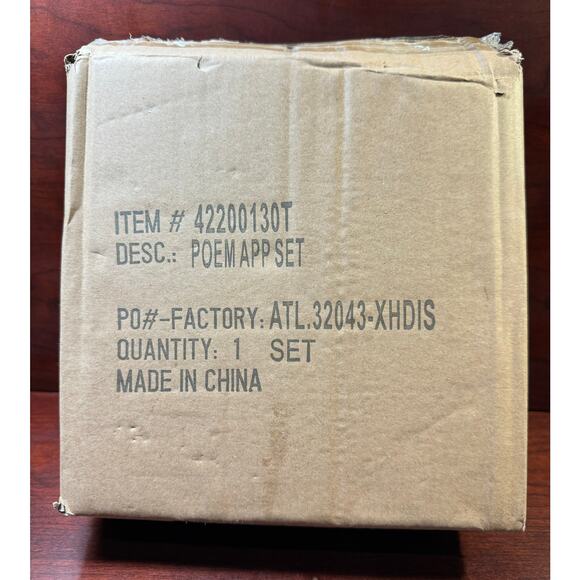 ITEM # 42200130T
DESC.: POEM APP SET
PO#-FACTORY: ATL.32043-XHDIS
QUANTITY: 1 SET
MADE IN CHINA